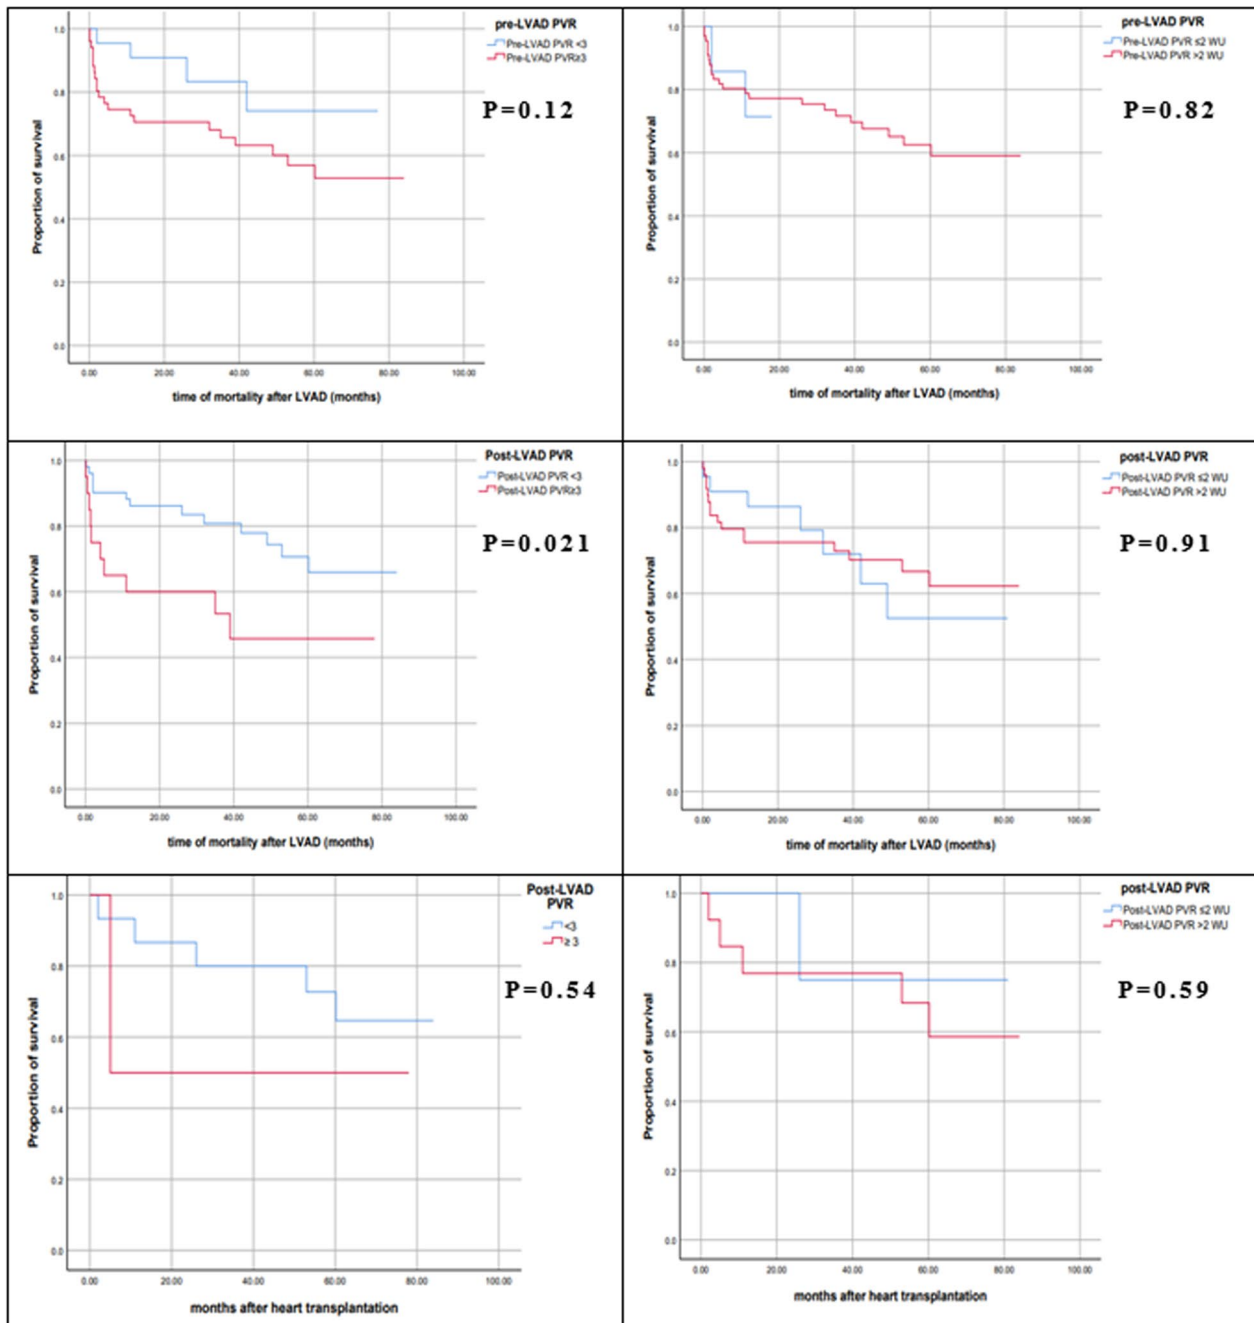 pre-LVAD PVR
Pre-LVAD PVR <3
Pre-LVAD PVR≥3
P=0.12
Proportion of survival
1.0
0.8
0.6
0.4
0.2
0.0
0.00 20.00 40.00 60.00 80.00 100.00
time of mortality after LVAD (months)
pre-LVAD PVR
Pre-LVAD PVR ≤2 WU
Pre-LVAD PVR >2 WU
P=0.82
Proportion of survival
1.0
0.8
0.6
0.4
0.2
0.0
0.00 20.00 40.00 60.00 80.00 100.00
time of mortality after LVAD (months)
Post-LVAD PVR
Post-LVAD PVR <3
Post-LVAD PVR≥3
P=0.021
Proportion of survival
1.0
0.8
0.6
0.4
0.2
0.0
0.00 20.00 40.00 60.00 80.00 100.00
time of mortality after LVAD (months)
post-LVAD PVR
Post-LVAD PVR ≤2 WU
Post-LVAD PVR >2 WU
P=0.91
Proportion of survival
1.0
0.8
0.6
0.4
0.2
0.0
0.00 20.00 40.00 60.00 80.00 100.00
time of mortality after LVAD (months)
Post-LVAD
PVR
<3
≥ 3
P=0.54
Proportion of survival
1.0
0.8
0.6
0.4
0.2
0.0
0.00 20.00 40.00 60.00 80.00 100.00
months after heart transplantation
post-LVAD PVR
Post-LVAD PVR ≤2 WU
Post-LVAD PVR >2 WU
P=0.59
Proportion of survival
1.0
0.8
0.6
0.4
0.2
0.0
0.00 20.00 40.00 60.00 80.00 100.00
months after heart transplantation